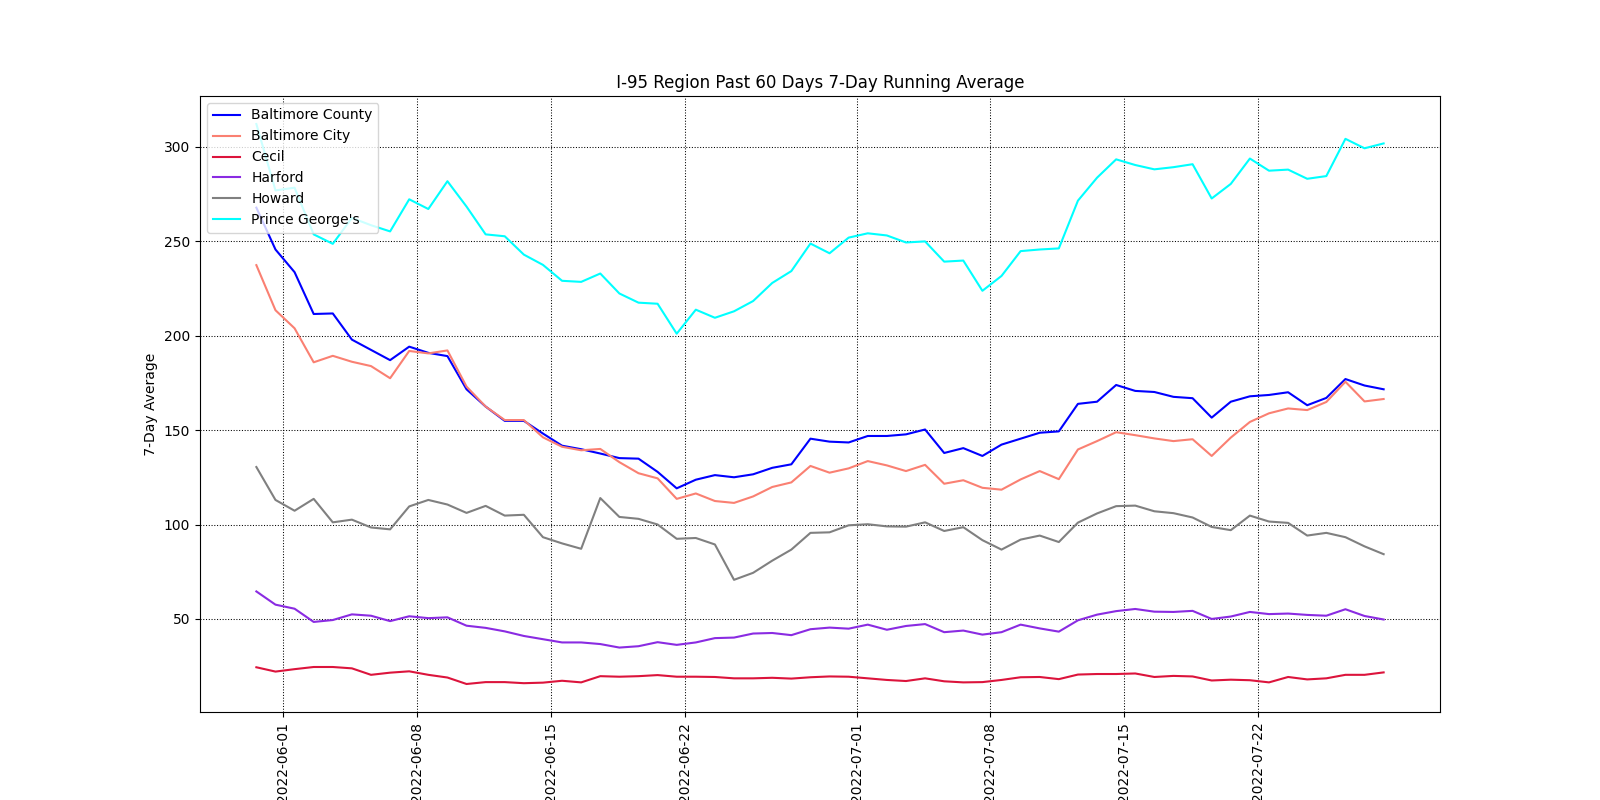 I-95 Region Past 60 Days 7-Day Running Average
Baltimore County
Baltimore City
Cecil
Harford
Howard
Prince George's
300
250
200
150
100
50
7-Day Average
2022-06-01
2022-06-08
2022-06-15
2022-06-22
2022-07-01
2022-07-08
2022-07-15
2022-07-22